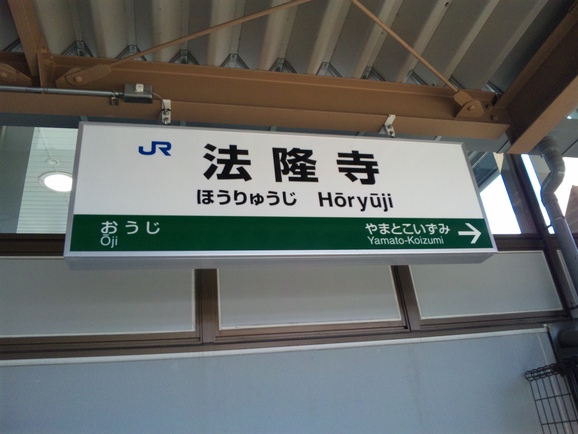 JR 法隆寺
ほうりゅうじ Hōryūji
おうじ やまとこいずみ
Ōji Yamato-Koizumi →